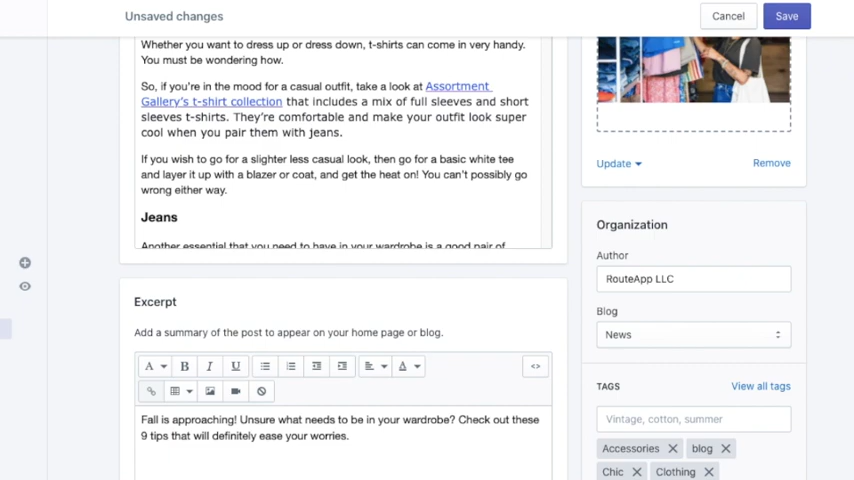 Unsaved changes
Cancel
Save
Whether you want to dress up or dress down, t-shirts can come in very handy.
You must be wondering how.
So, if you're in the mood for a casual outfit, take a look at Assortment
Gallery's t-shirt collection that includes a mix of full sleeves and short
sleeves t-shirts. They're comfortable and make your outfit look super
cool when you pair them with jeans.
If you wish to go for a slighter less casual look, then go for a basic white tee
and layer it up with a blazer or coat, and get the heat on! You can't possibly go
wrong either way.
Jeans
Another essential that you need to have in your wardrobe is a good pair of
Excerpt
Add a summary of the post to appear on your home page or blog.
A
B
I
U
A
<>
Fall is approaching! Unsure what needs to be in your wardrobe? Check out these
9 tips that will definitely ease your worries.
Update
Remove
Organization
Author
RouteApp LLC
Blog
News
TAGS
View all tags
Vintage, cotton, summer
Accessories
blog
Chic
Clothing